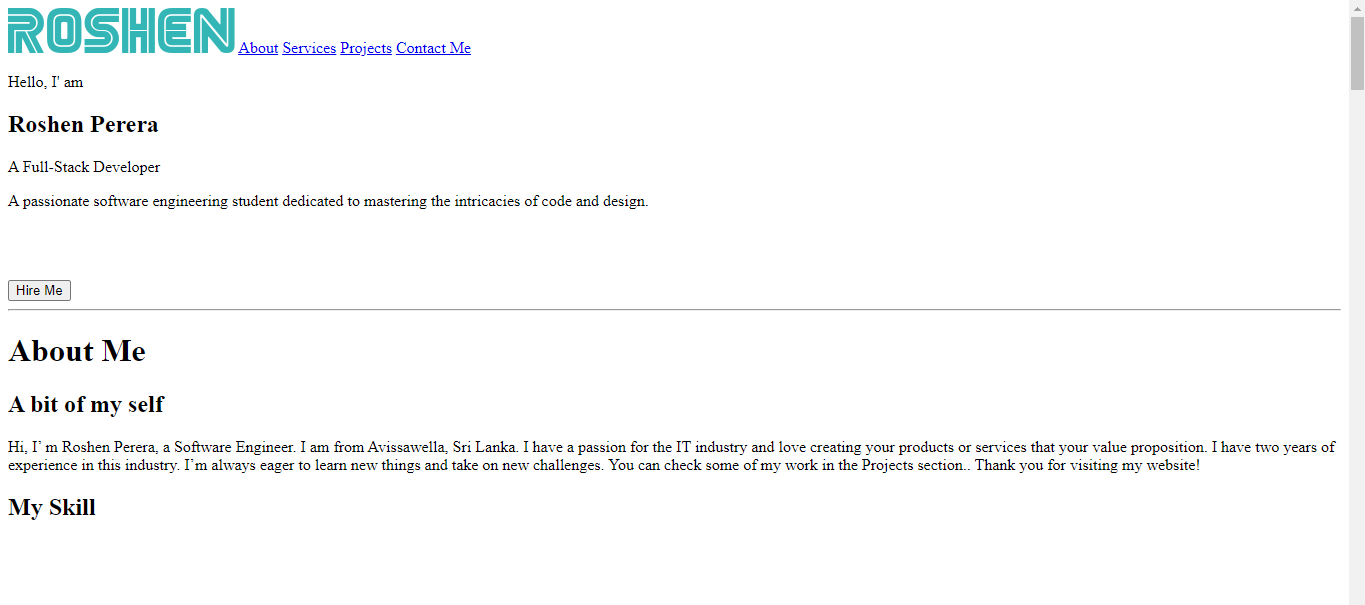 ROSHEN About Services Projects Contact Me
Hello, I' am
Roshen Perera
A Full-Stack Developer
A passionate software engineering student dedicated to mastering the intricacies of code and design.
Hire Me
About Me
A bit of my self
Hi, I’ m Roshen Perera, a Software Engineer. I am from Avissawella, Sri Lanka. I have a passion for the IT industry and love creating your products or services that your value proposition. I have two years of
experience in this industry. I’m always eager to learn new things and take on new challenges. You can check some of my work in the Projects section.. Thank you for visiting my website!
My Skill